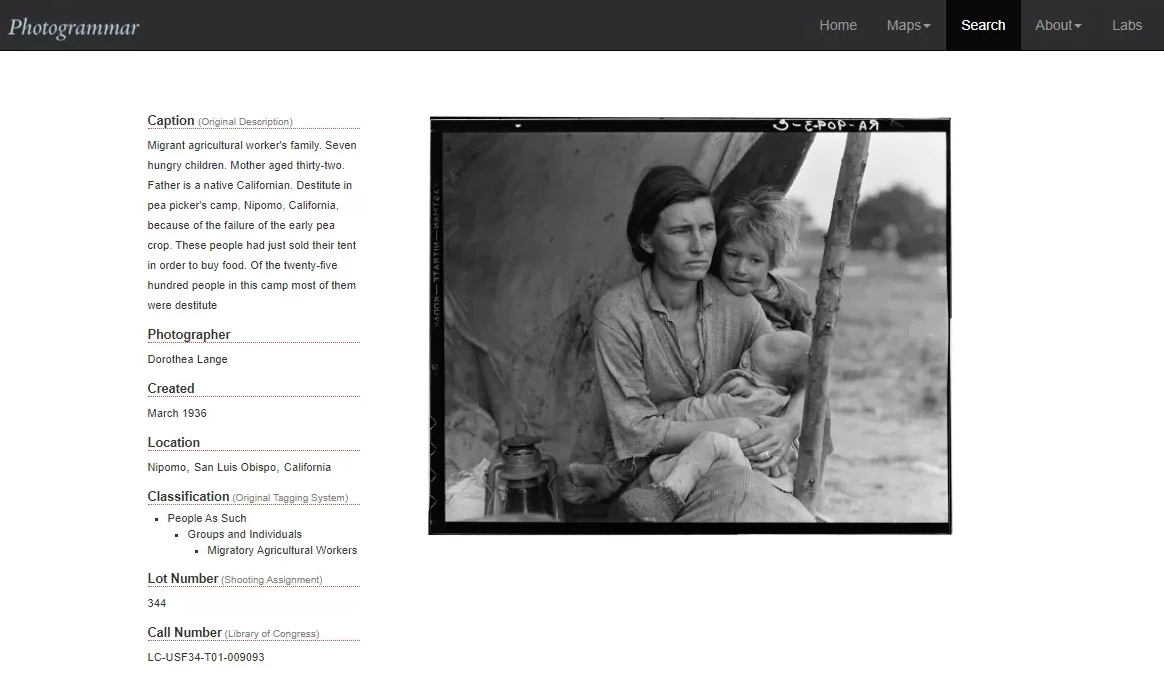 Photogrammar
Home Maps Search About Labs
Caption (Original Description)
Migrant agricultural worker's family. Seven
hungry children. Mother aged thirty-two.
Father is a native Californian. Destitute in
pea picker's camp, Nipomo, California,
because of the failure of the early pea
crop. These people had just sold their tent
in order to buy food. Of the twenty-five
hundred people in this camp most of them
were destitute
Photographer
Dorothea Lange
Created
March 1936
Location
Nipomo, San Luis Obispo, California
Classification (Original Tagging System)
People As Such
Groups and Individuals
Migratory Agricultural Workers
Lot Number (Shooting Assignment)
344
Call Number (Library of Congress)
LC-USF34-T01-009093
RA-9093-C